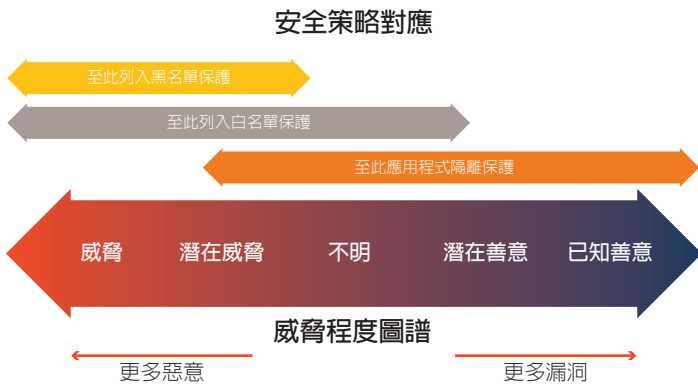 安全策略對應
至此列入黑名單保護
至此列入白名單保護
至此應用程式隔離保護
威脅 潛在威脅 不明 潛在善意 已知善意
威脅程度圖譜
更多惡意 更多漏洞